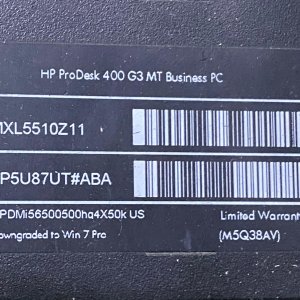 HP ProDesk 400 G3 MT Business PC
MXL5510Z11
P5U87UT#ABA
PDMi56500500hq4X50k US
Limited Warrant
owngraded to Win 7 Pro
(M5Q38AV)